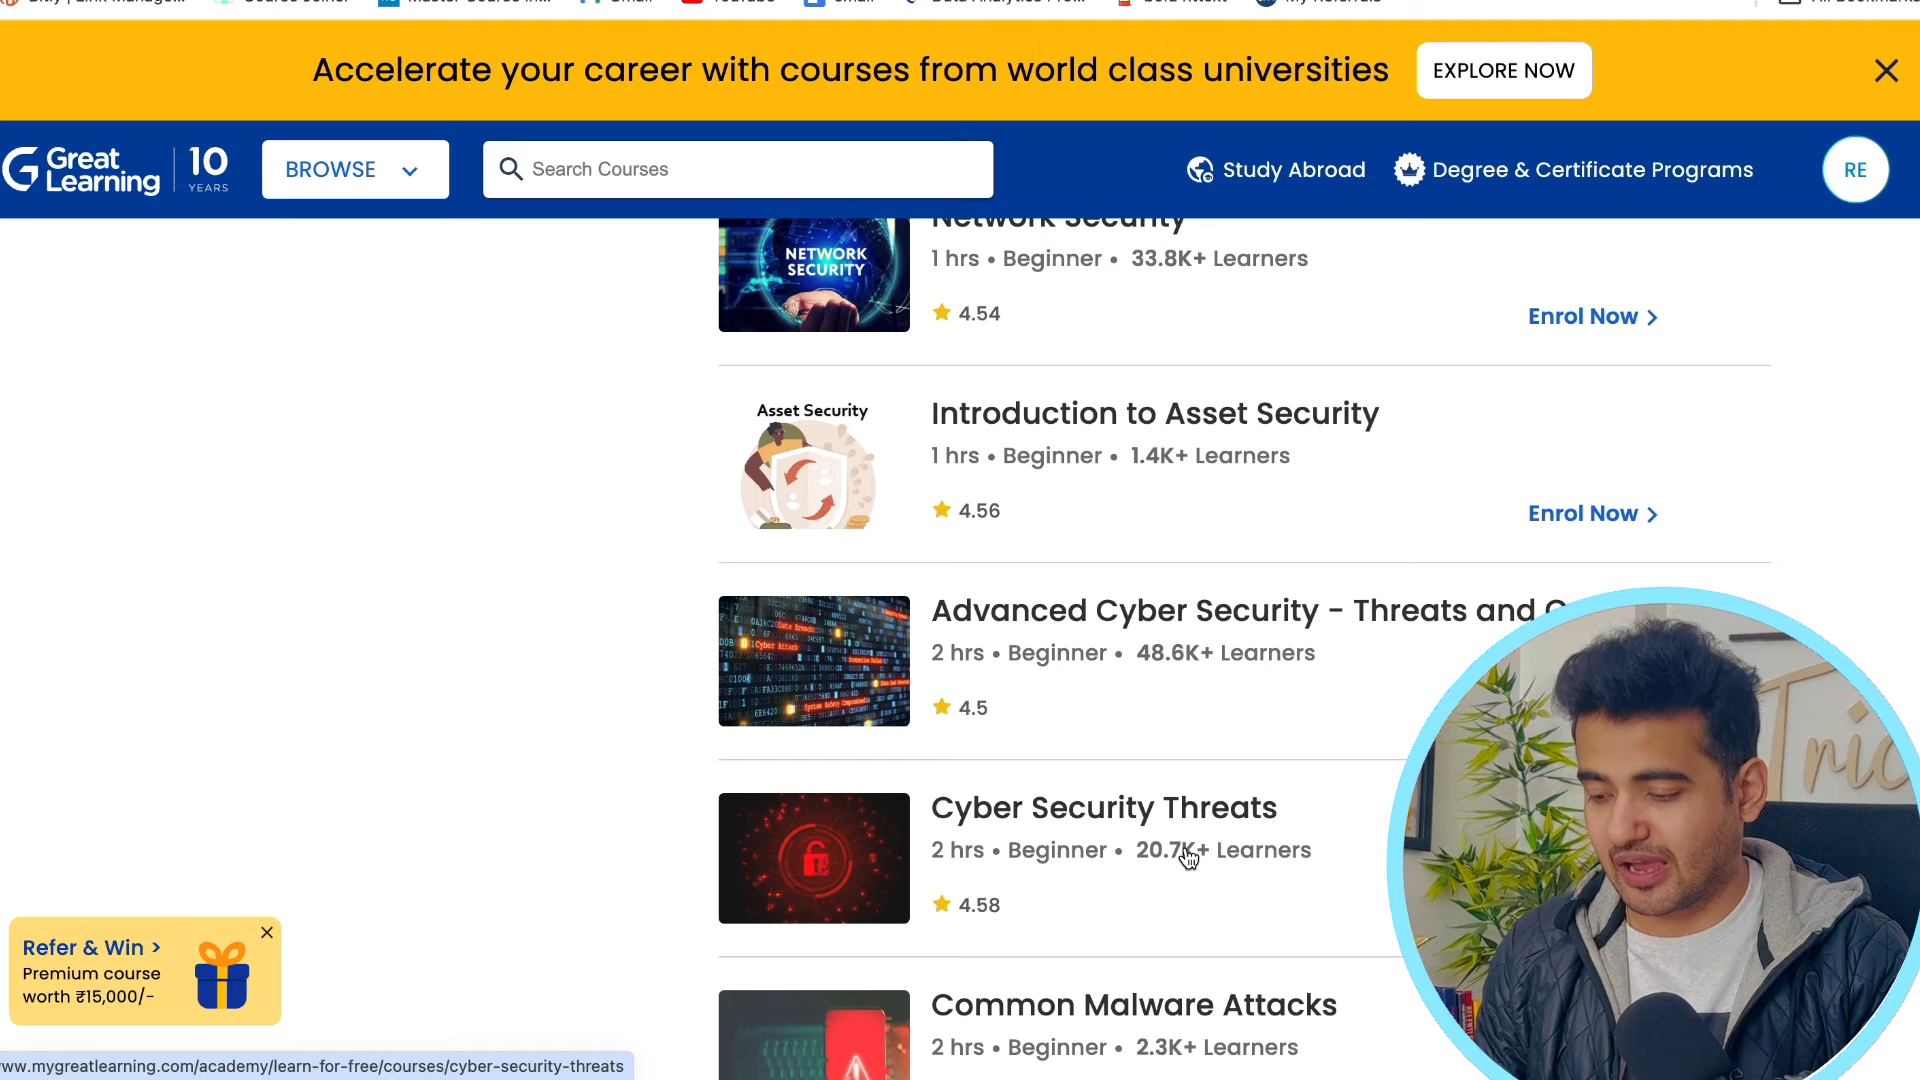 Accelerate your career with courses from world class universities
EXPLORE NOW
Great Learning
10 YEARS
BROWSE
Search Courses
Study Abroad
Degree & Certificate Programs
RE
NETWORK SECURITY
Network Security
1 hrs • Beginner • 33.8K+ Learners
4.54
Enrol Now >
Asset Security
Introduction to Asset Security
1 hrs • Beginner • 1.4K+ Learners
4.56
Enrol Now >
Advanced Cyber Security - Threats and
2 hrs • Beginner • 48.6K+ Learners
4.5
Cyber Security Threats
2 hrs • Beginner • 20.7K+ Learners
4.58
Common Malware Attacks
2 hrs • Beginner • 2.3K+ Learners
Refer & Win >
Premium course
worth ₹15,000/-
ww.mygreatlearning.com/academy/learn-for-free/courses/cyber-security-threats